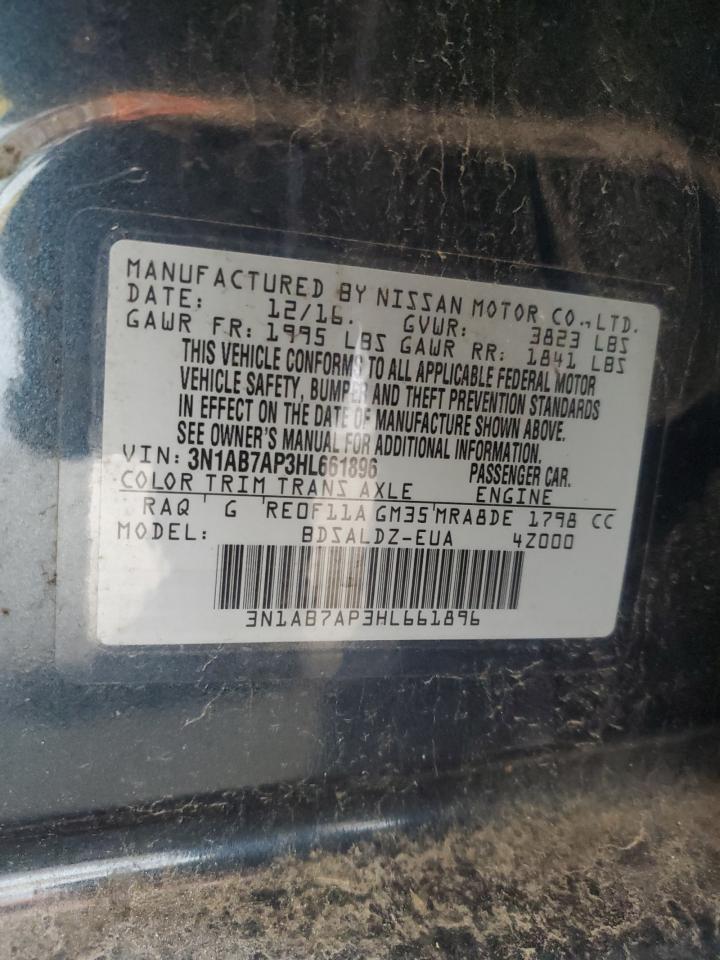 MANUFACTURED BY NISSAN MOTOR CO., LTD.
DATE: 12/16. GVWR: 3823 LBS
GAWR FR: 1995 LBS GAWR RR: 1841 LBS
THIS VEHICLE CONFORMS TO ALL APPLICABLE FEDERAL MOTOR
VEHICLE SAFETY, BUMPER AND THEFT PREVENTION STANDARDS
IN EFFECT ON THE DATE OF MANUFACTURE SHOWN ABOVE.
SEE OWNER'S MANUAL FOR ADDITIONAL INFORMATION.
VIN: 3N1AB7AP3HL661896 PASSENGER CAR.
COLOR TRIM TRANS AXLE ENGINE
RAQ G RE0F11A GM35 MRA8DE 1798 CC
MODEL: BDSALDZ-EUA 4Z000
3N1AB7AP3HL661896